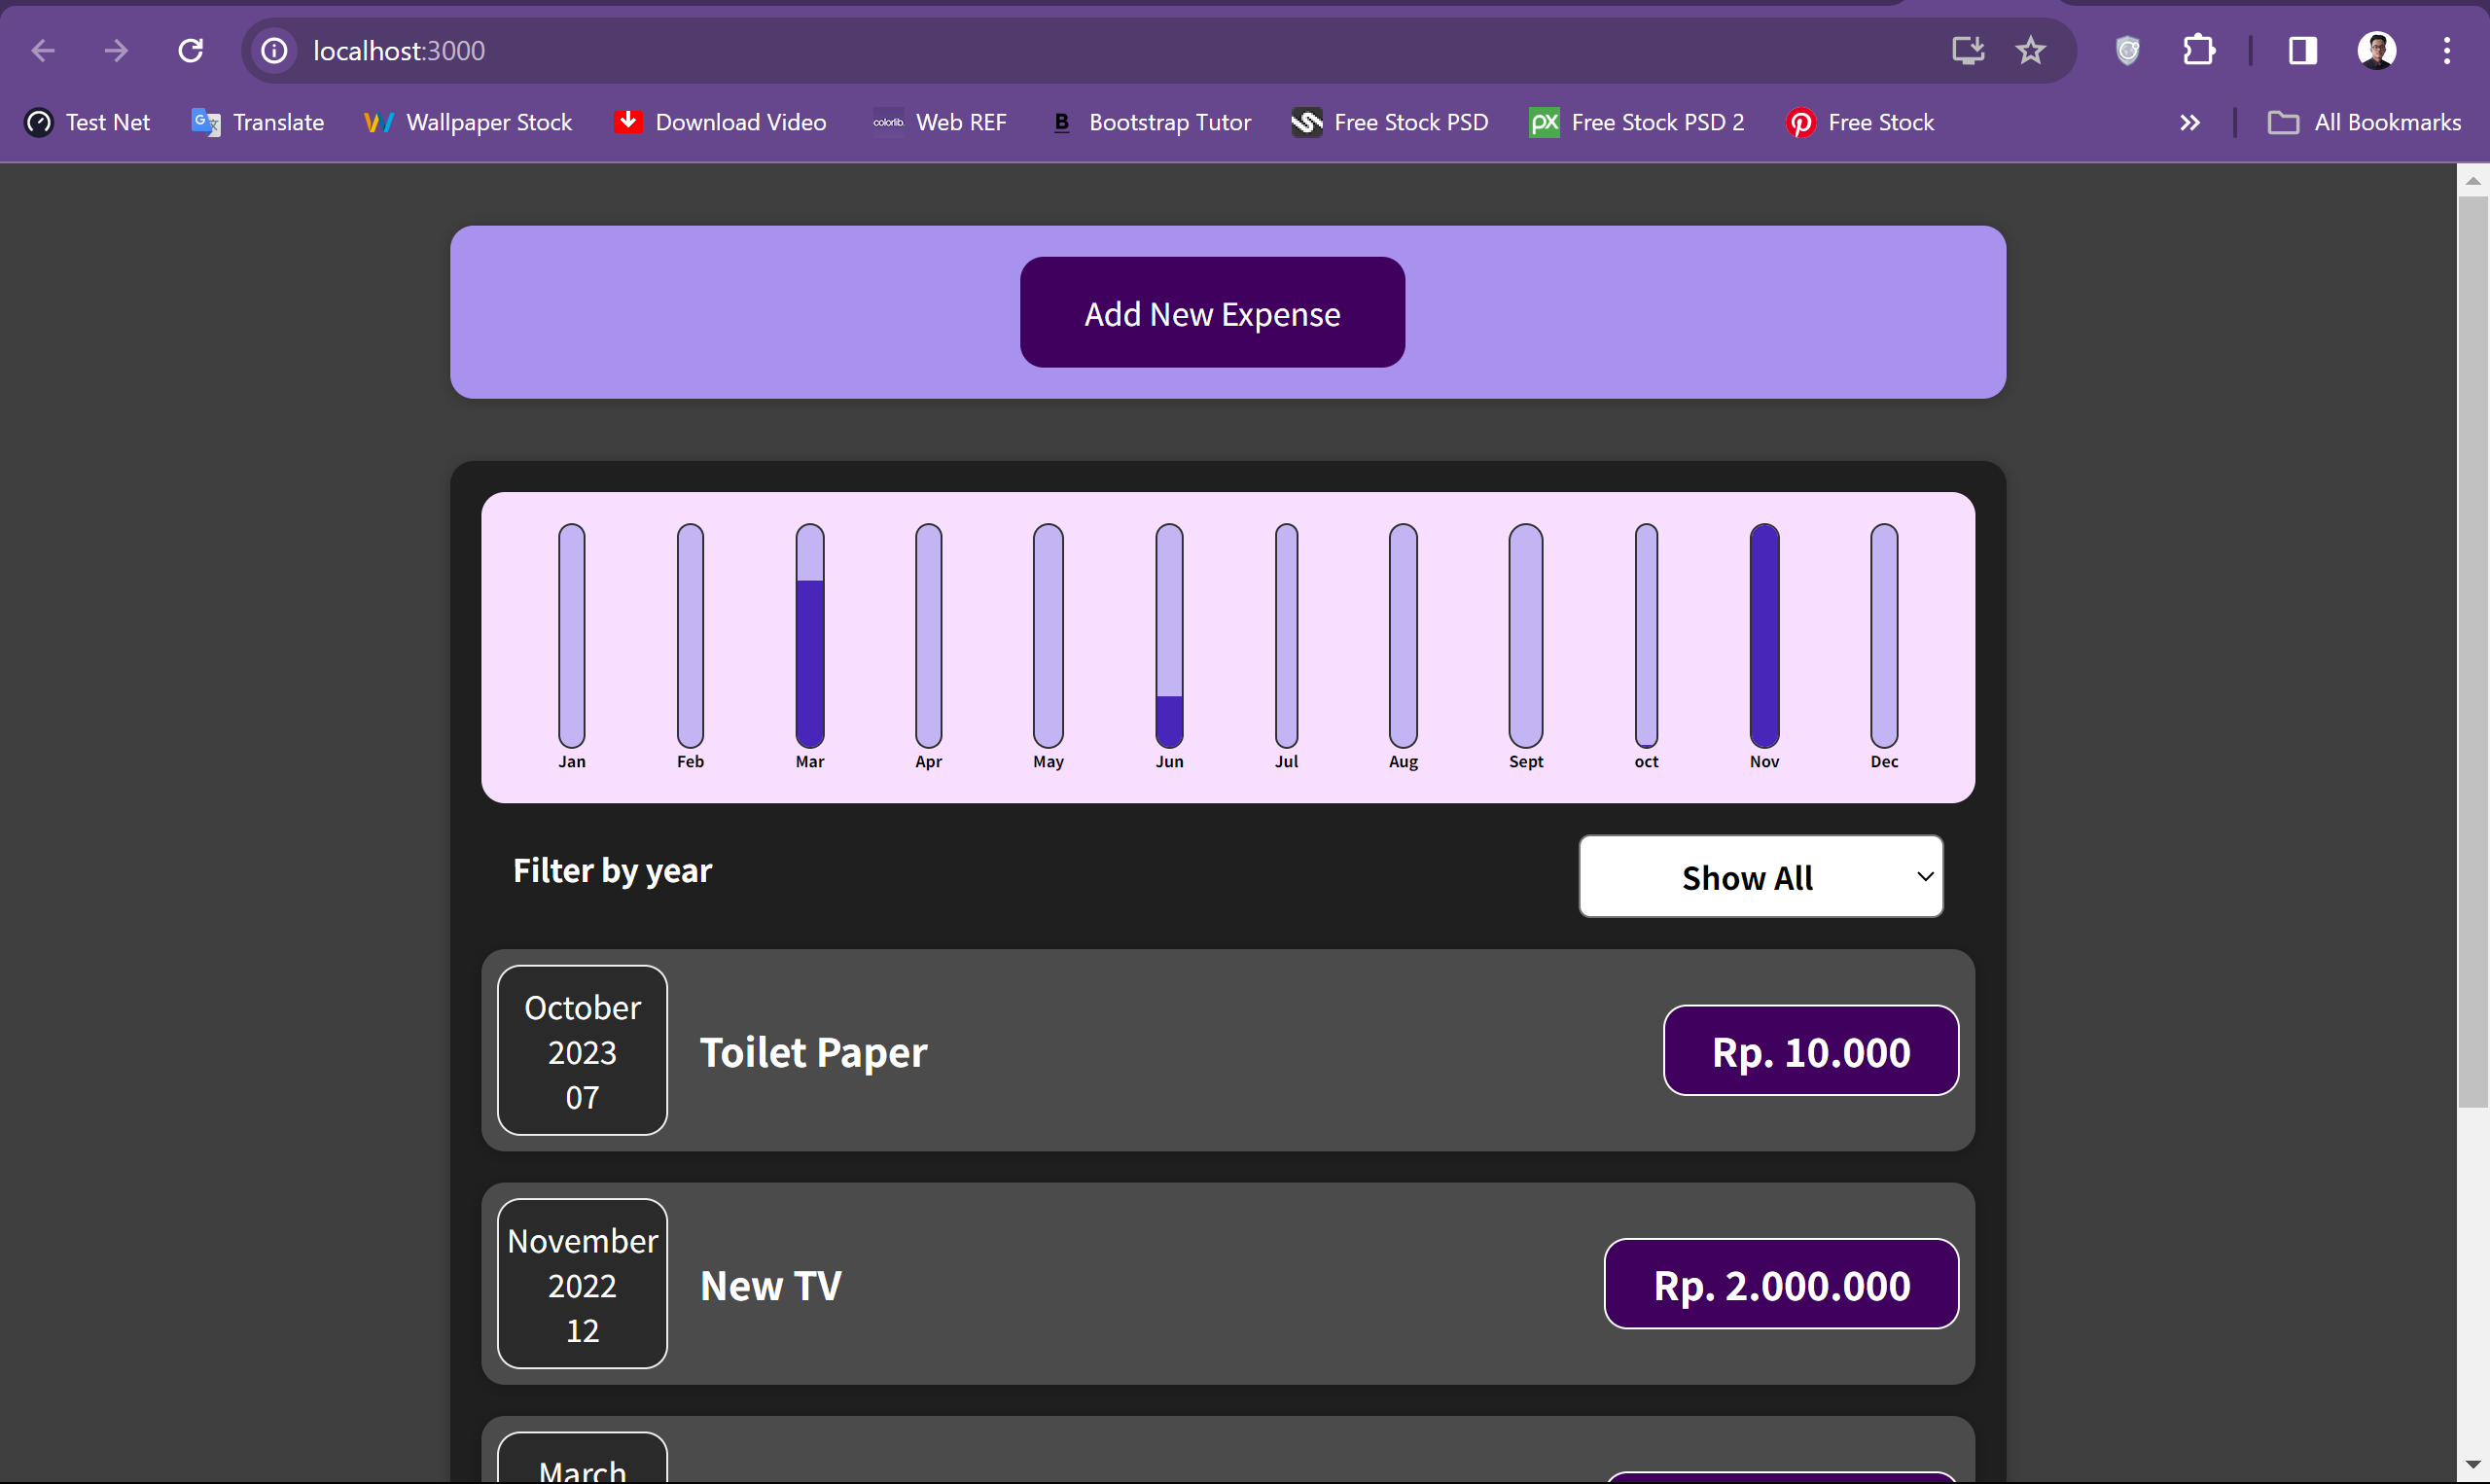 localhost:3000
Test Net Translate Wallpaper Stock Download Video colorlib. Web REF B Bootstrap Tutor Free Stock PSD px Free Stock PSD 2 Free Stock All Bookmarks
Add New Expense
Jan Feb Mar Apr May Jun Jul Aug Sept oct Nov Dec
Filter by year
Show All
October
2023
07
Toilet Paper
Rp. 10.000
November
2022
12
New TV
Rp. 2.000.000
March